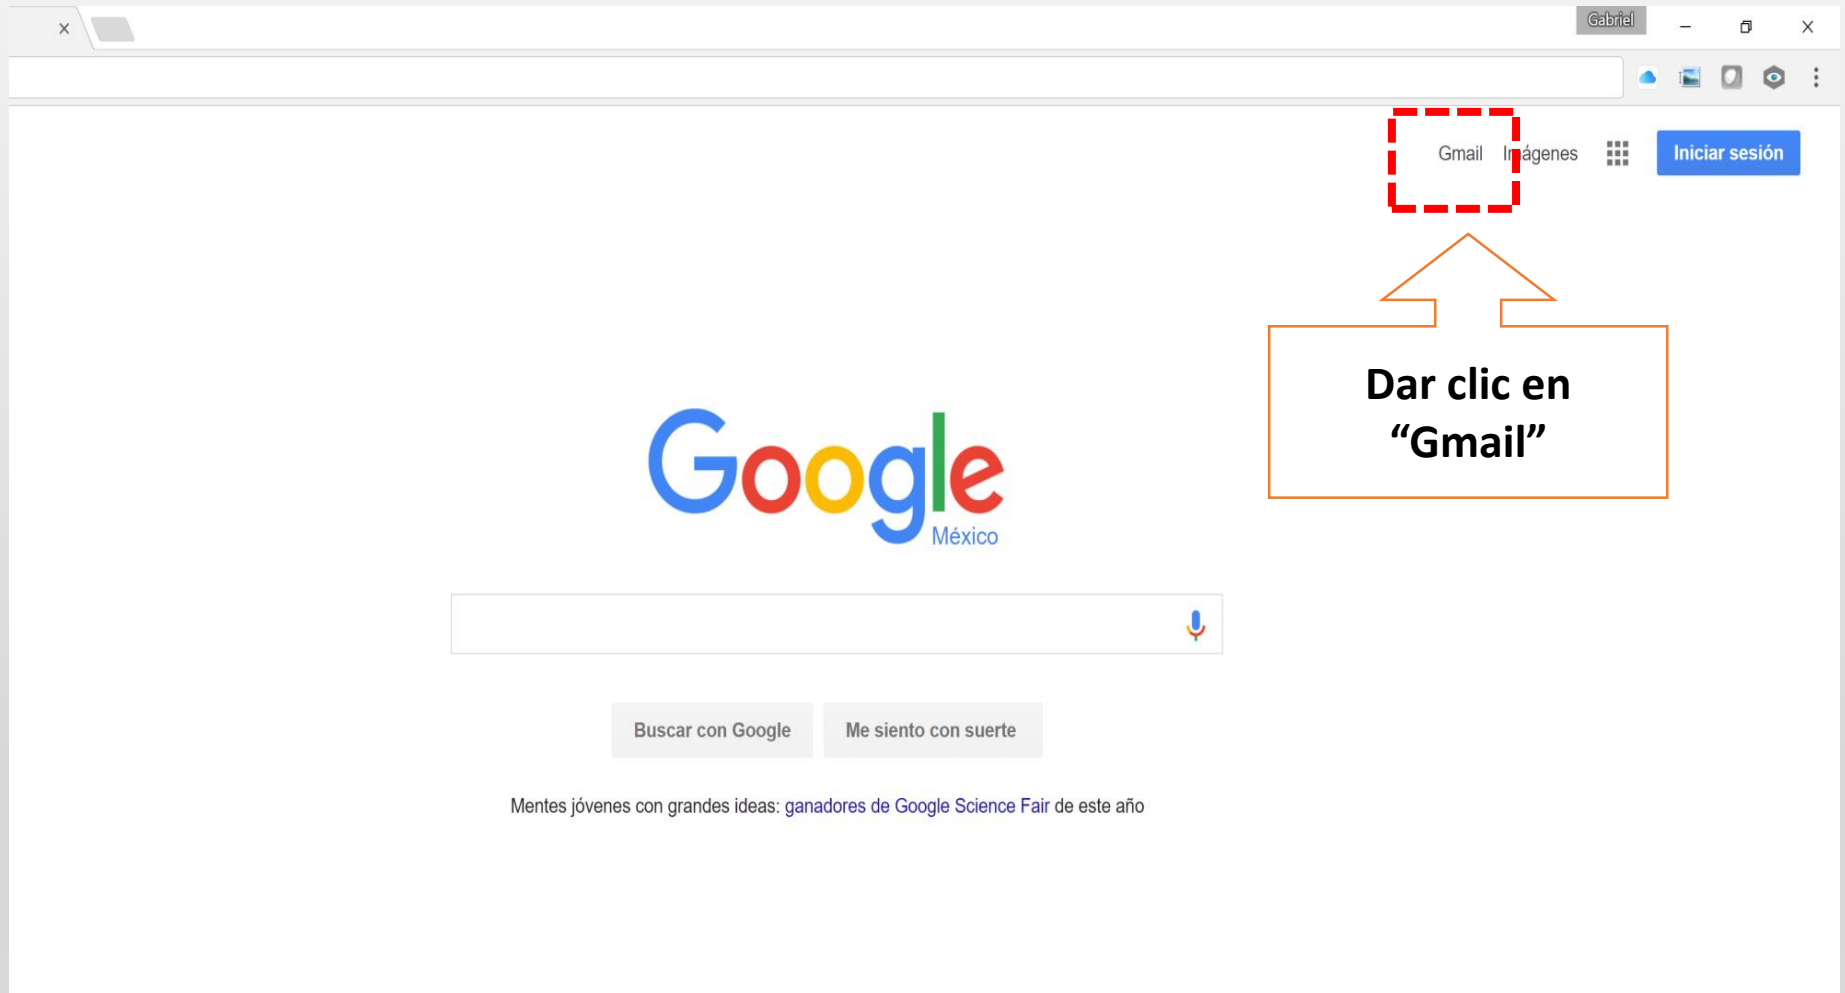 Gabriel
Gmail Imágenes Iniciar sesión
Dar clic en
“Gmail”
Google
México
Buscar con Google Me siento con suerte
Mentes jóvenes con grandes ideas: ganadores de Google Science Fair de este año